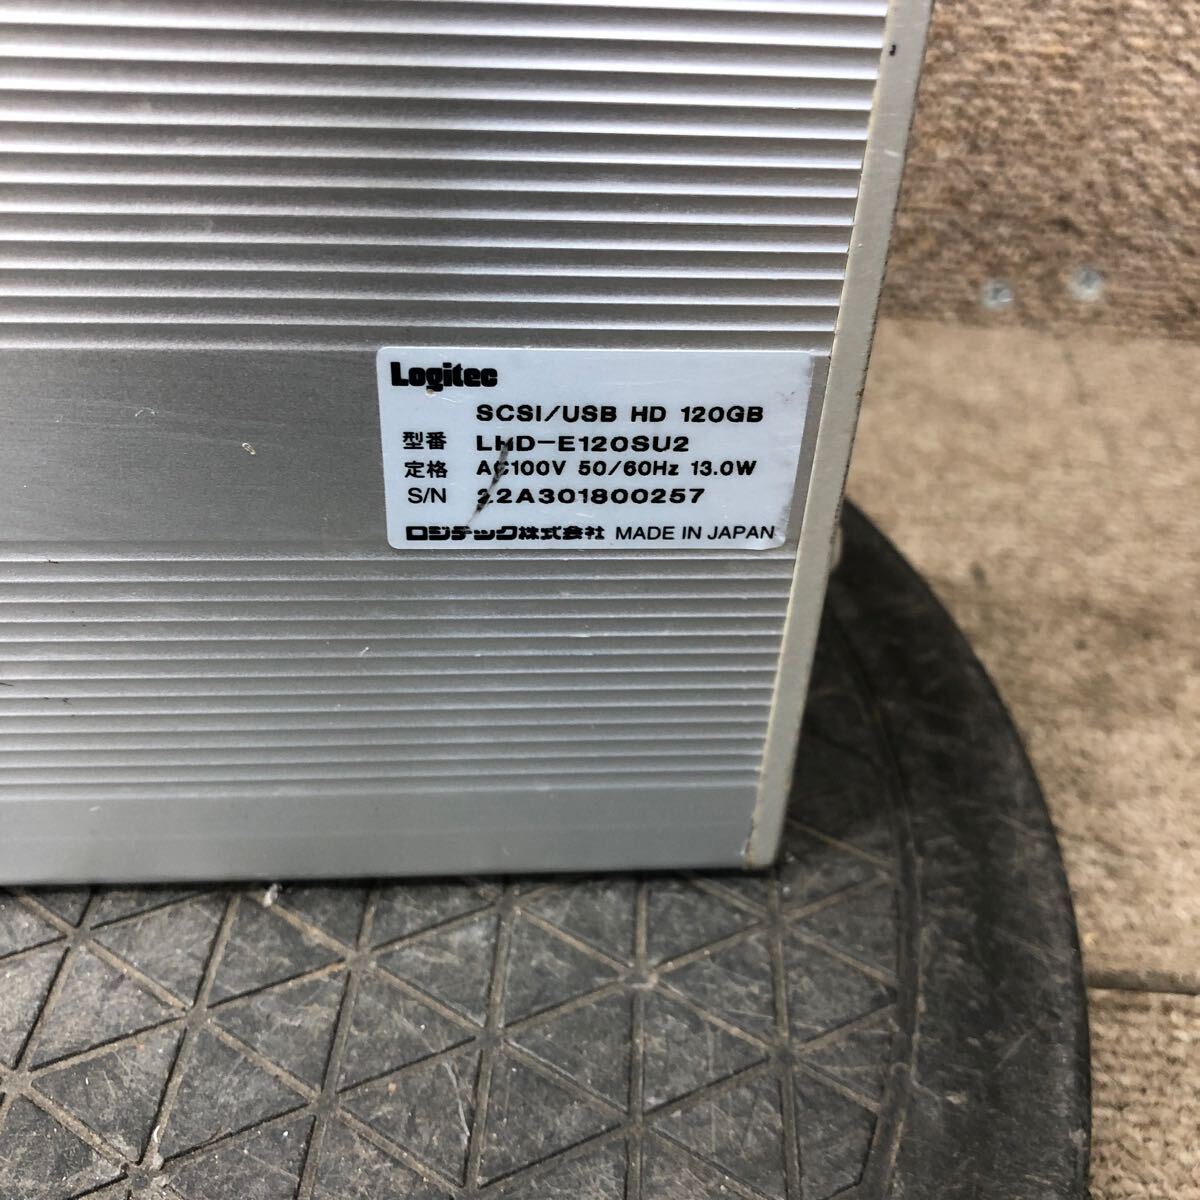 Logitec
SCSI/USB HD 120GB
型番 LHD-E120SU2
定格 AC100V 50/60Hz 13.0W
S/N 22A301800257
ロジテック株式会社 MADE IN JAPAN